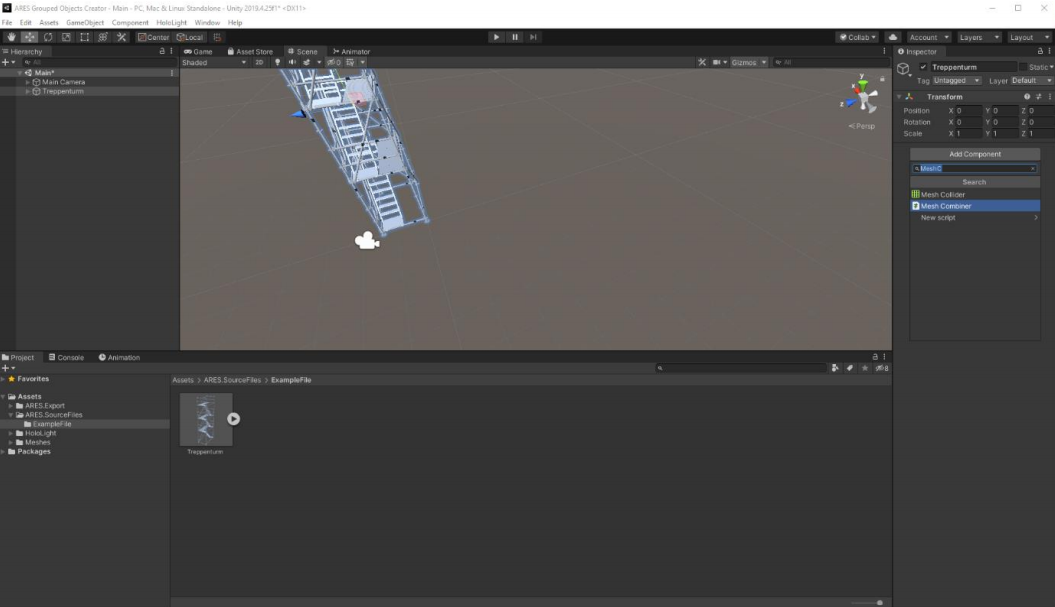 ARES Grouped Objects Creator - Main - PC, Mac & Linux Standalone - Unity 2019.4.25f1* <DX11>
File Edit Assets GameObject Component HoloLight Window Help
Center Local Collab Account Layers Layout
Hierarchy
All
Main*
Main Camera
Treppenturm
Game Asset Store Scene Animator
Shaded 2D 0 Gizmos All
y
x
z
Persp
Inspector
Treppenturm Static
Tag Untagged Layer Default
Transform
Position X 0 Y 0 Z 0
Rotation X 0 Y 0 Z 0
Scale X 1 Y 1 Z 1
Add Component
MeshC
Search
Mesh Collider
Mesh Combiner
New script
Project Console Animation
8
Favorites
Assets
ARES.Export
ARES.SourceFiles
ExampleFile
HoloLight
Meshes
Packages
Assets > ARES.SourceFiles > ExampleFile
Treppenturm